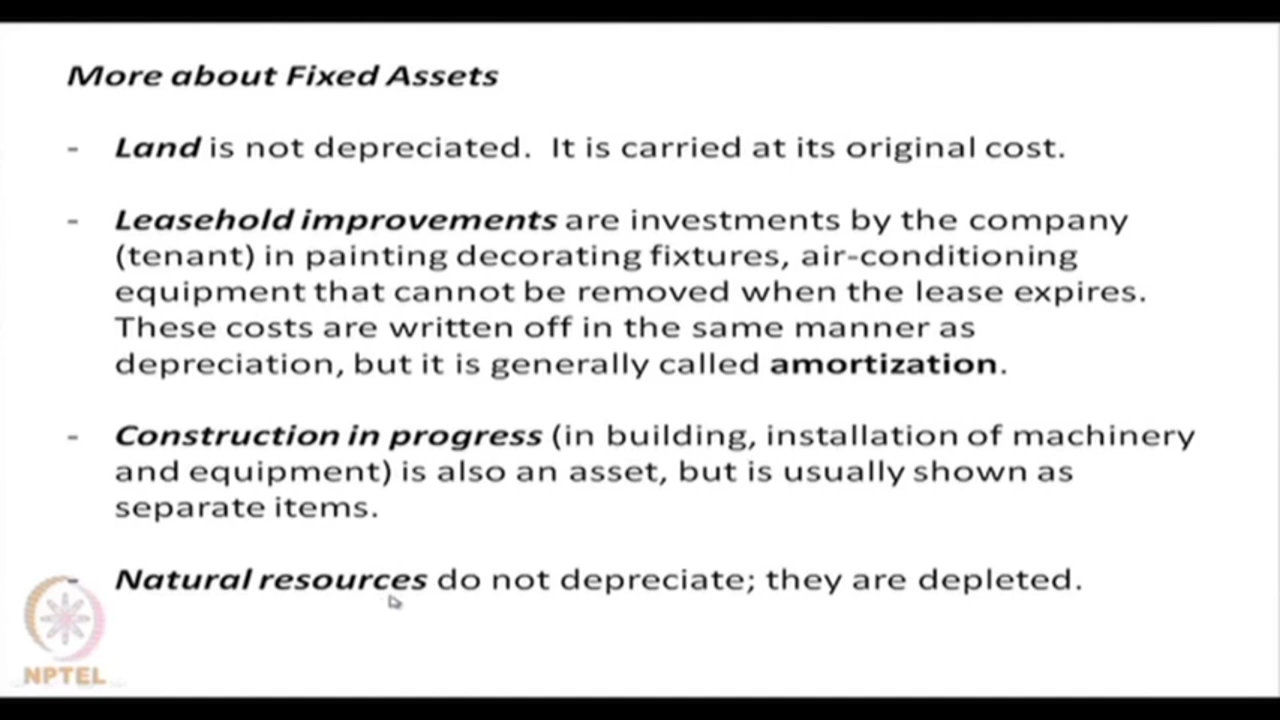 More about Fixed Assets
- Land is not depreciated. It is carried at its original cost.
- Leasehold improvements are investments by the company
(tenant) in painting decorating fixtures, air-conditioning
equipment that cannot be removed when the lease expires.
These costs are written off in the same manner as
depreciation, but it is generally called amortization.
- Construction in progress (in building, installation of machinery
and equipment) is also an asset, but is usually shown as
separate items.
- Natural resources do not depreciate; they are depleted.
NPTEL